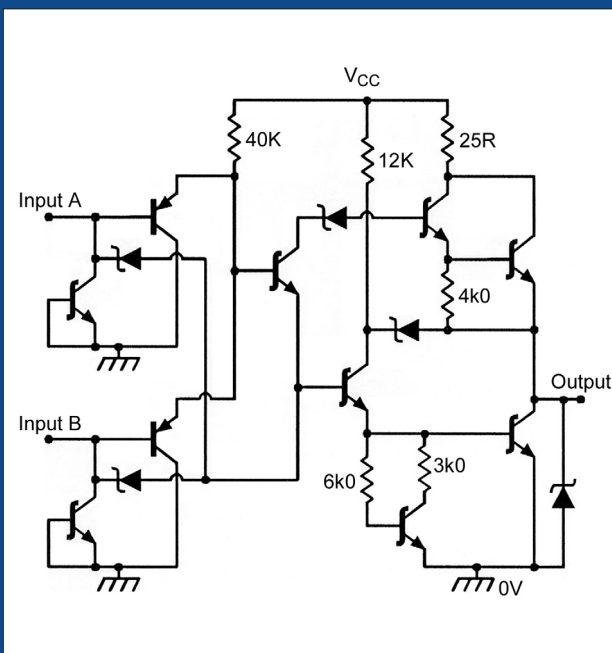 VCC
40K
12K
25R
Input A
4k0
Output
Input B
6k0
3k0
0V